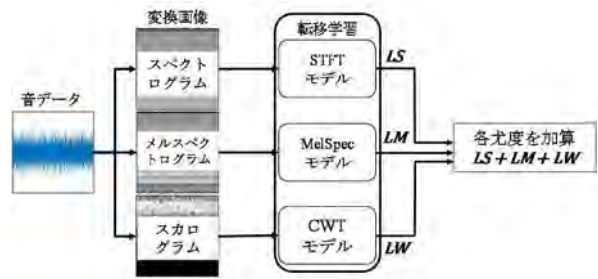 変換画像
転移学習
音データ
スペクト
ログラム
STFT
モデル
LS
メルスペク
トログラム
MelSpec
モデル
LM
各尤度を加算
LS+LM+LW
スカロ
グラム
CWT
モデル
LW